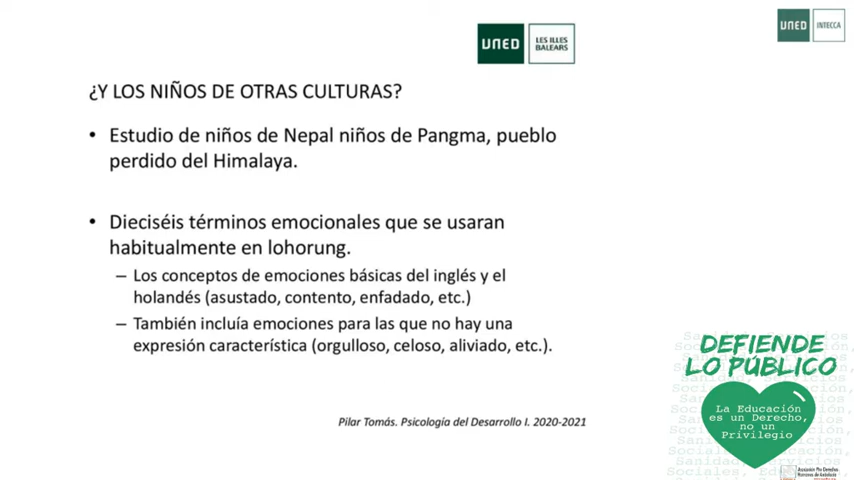 UNED
LES ILLES
BALEARS
UNED
INTECCA
¿Y LOS NIÑOS DE OTRAS CULTURAS?
• Estudio de niños de Nepal niños de Pangma, pueblo
perdido del Himalaya.
• Dieciséis términos emocionales que se usaran
habitualmente en lohorung.
– Los conceptos de emociones básicas del inglés y el
holandés (asustado, contento, enfadado, etc.)
– También incluía emociones para las que no hay una
expresión característica (orgulloso, celoso, aliviado, etc.).
Pilar Tomás. Psicología del Desarrollo I. 2020-2021
DEFIENDE
LO PÚBLICO
La Educación
es un Derecho,
no un
Privilegio